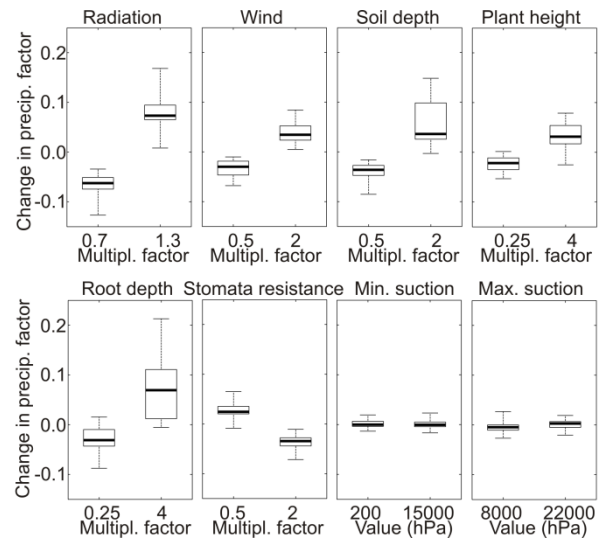 Radiation Wind Soil depth Plant height
Change in precip. factor
0.2
0.1
0.0
-0.1
0.7 1.3 0.5 2 0.5 2 0.25 4
Multipl. factor Multipl. factor Multipl. factor Multipl. factor
Root depth Stomata resistance Min. suction Max. suction
Change in precip. factor
0.2
0.1
0.0
-0.1
0.25 4 0.5 2 200 15000 8000 22000
Multipl. factor Multipl. factor Value (hPa) Value (hPa)